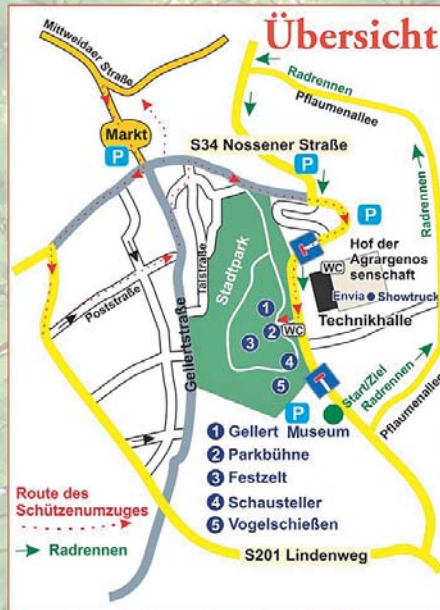 Übersicht
Mittweidaer Straße
Radrennen
Pflaumenallee
Markt
P
S34 Nossener Straße
P
P
Radrennen
Hof der
Agrargenos
senschaft
WC
Envia Showtruck
Technikhalle
Talstraße
Stadtpark
Poststraße
Gellertstraße
1
2
WC
3
4
5
P
Start/Ziel
Radrennen
Pflaumenallee
1 Gellert Museum
2 Parkbühne
3 Festzelt
4 Schausteller
5 Vogelschießen
Route des
Schützenumzuges
Radrennen
S201 Lindenweg